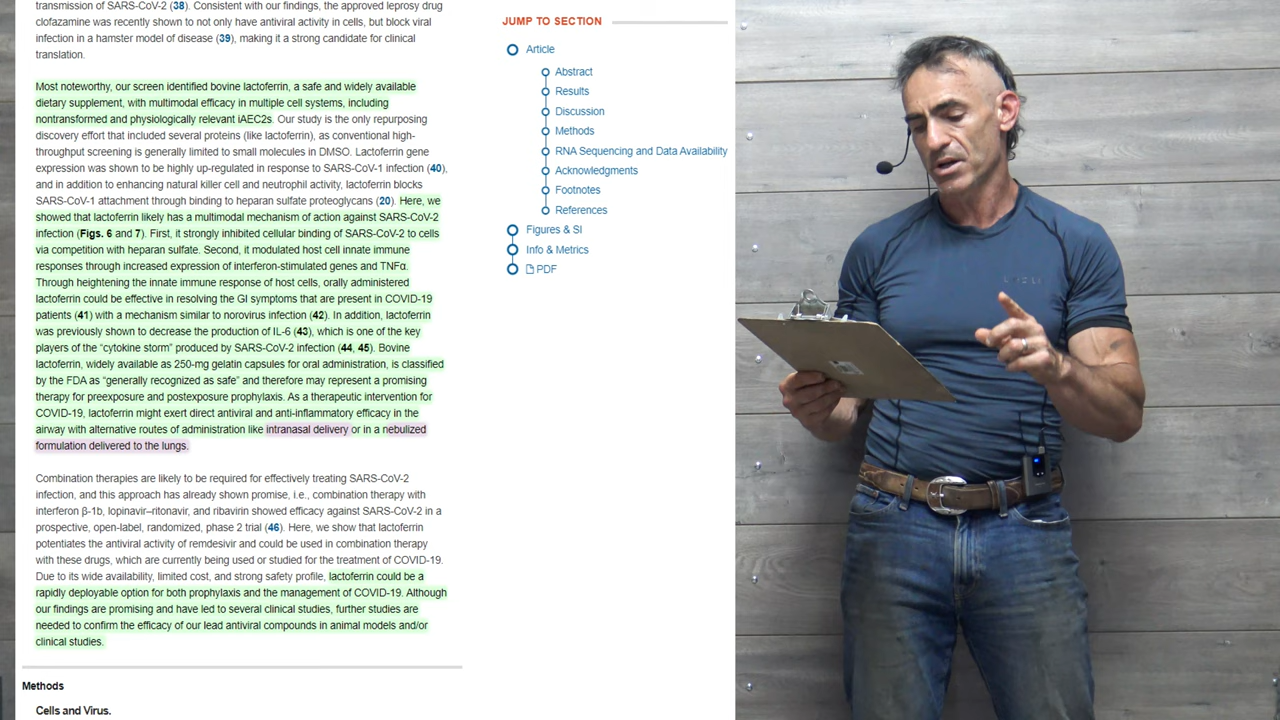 transmission of SARS-CoV-2 (38). Consistent with our findings, the approved leprosy drug
clofazamine was recently shown to not only have antiviral activity in cells, but block viral
infection in a hamster model of disease (39), making it a strong candidate for clinical
translation.
Most noteworthy, our screen identified bovine lactoferrin, a safe and widely available
dietary supplement, with multimodal efficacy in multiple cell systems, including
nontransformed and physiologically relevant iAEC2s. Our study is the only repurposing
discovery effort that included several proteins (like lactoferrin), as conventional high-
throughput screening is generally limited to small molecules in DMSO. Lactoferrin gene
expression was shown to be highly up-regulated in response to SARS-CoV-1 infection (40),
and in addition to enhancing natural killer cell and neutrophil activity, lactoferrin blocks
SARS-CoV-1 attachment through binding to heparan sulfate proteoglycans (20). Here, we
showed that lactoferrin likely has a multimodal mechanism of action against SARS-CoV-2
infection (Figs. 6 and 7). First, it strongly inhibited cellular binding of SARS-CoV-2 to cells
via competition with heparan sulfate. Second, it modulated host cell innate immune
responses through increased expression of interferon-stimulated genes and TNFα.
Through heightening the innate immune response of host cells, orally administered
lactoferrin could be effective in resolving the GI symptoms that are present in COVID-19
patients (41) with a mechanism similar to norovirus infection (42). In addition, lactoferrin
was previously shown to decrease the production of IL-6 (43), which is one of the key
players of the “cytokine storm” produced by SARS-CoV-2 infection (44, 45). Bovine
lactoferrin, widely available as 250-mg gelatin capsules for oral administration, is classified
by the FDA as “generally recognized as safe” and therefore may represent a promising
therapy for preexposure and postexposure prophylaxis. As a therapeutic intervention for
COVID-19, lactoferrin might exert direct antiviral and anti-inflammatory efficacy in the
airway with alternative routes of administration like intranasal delivery or in a nebulized
formulation delivered to the lungs.
Combination therapies are likely to be required for effectively treating SARS-CoV-2
infection, and this approach has already shown promise, i.e., combination therapy with
interferon β-1b, lopinavir–ritonavir, and ribavirin showed efficacy against SARS-CoV-2 in a
prospective, open-label, randomized, phase 2 trial (46). Here, we show that lactoferrin
potentiates the antiviral activity of remdesivir and could be used in combination therapy
with these drugs, which are currently being used or studied for the treatment of COVID-19.
Due to its wide availability, limited cost, and strong safety profile, lactoferrin could be a
rapidly deployable option for both prophylaxis and the management of COVID-19. Although
our findings are promising and have led to several clinical studies, further studies are
needed to confirm the efficacy of our lead antiviral compounds in animal models and/or
clinical studies.
Methods
Cells and Virus.
JUMP TO SECTION
Article
Abstract
Results
Discussion
Methods
RNA Sequencing and Data Availability
Acknowledgments
Footnotes
References
Figures & SI
Info & Metrics
PDF